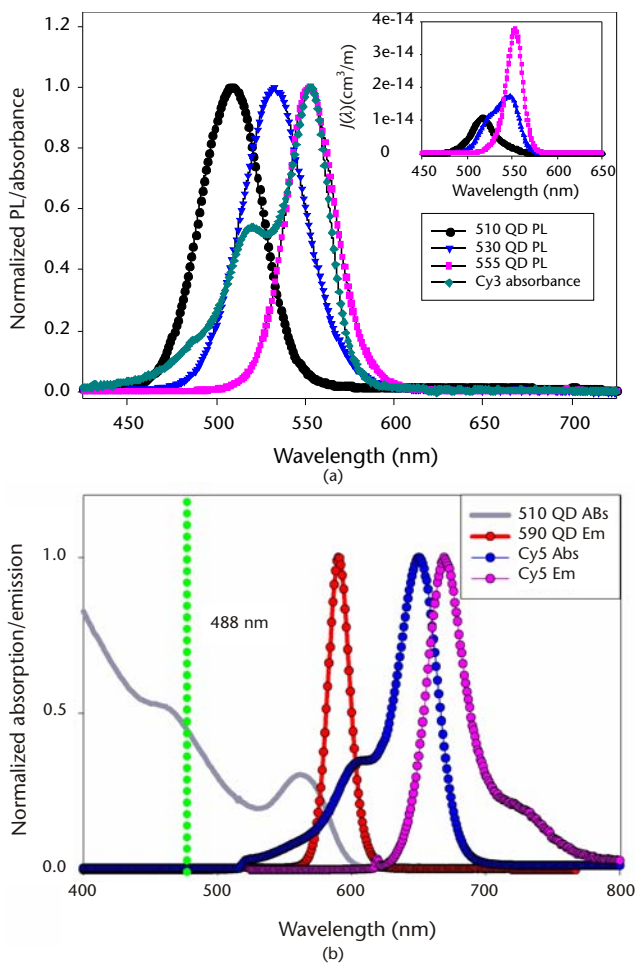 1.2
1.0
0.8
0.6
0.4
0.2
0.0
Normalized PL/absorbance
450 500 550 600 650 700
Wavelength (nm)
4e-14
3e-14
2e-14
1e-14
0
J(λ)(cm³/m)
450 500 550 600 650
Wavelength (nm)
510 QD PL
530 QD PL
555 QD PL
Cy3 absorbance
(a)
1.0
0.5
0.0
Normalized absorption/emission
488 nm
510 QD ABs
590 QD Em
Cy5 Abs
Cy5 Em
400 500 600 700 800
Wavelength (nm)
(b)